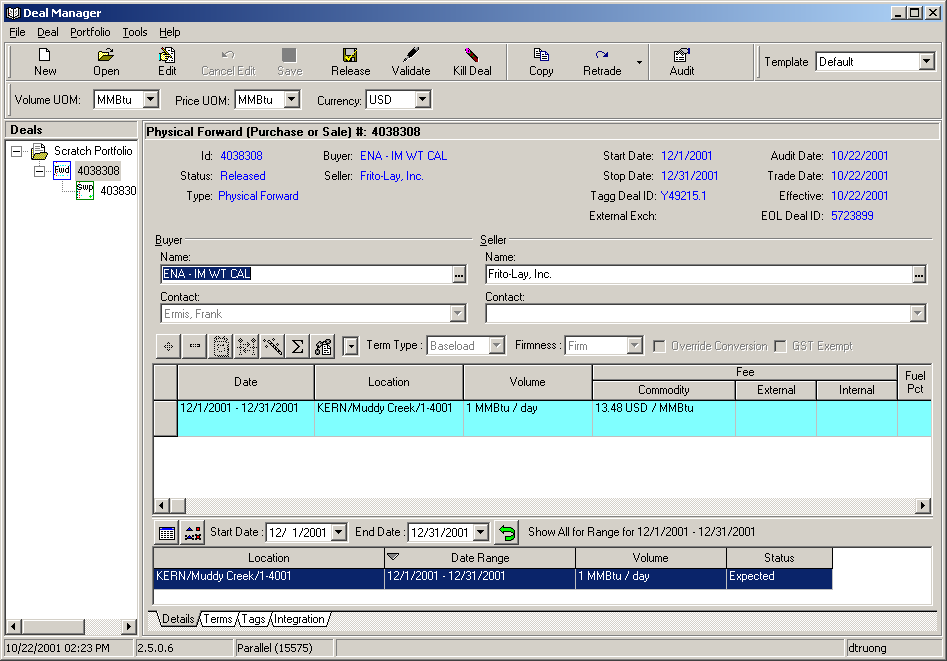 Deal Manager
File Deal Portfolio Tools Help
New Open Edit Cancel Edit Save Release Validate Kill Deal Copy Retrade Audit Template Default
Volume UOM: MMBtu Price UOM: MMBtu Currency: USD
Deals
Scratch Portfolio
Fwd 4038308
Swp 403830
Physical Forward (Purchase or Sale) #: 4038308
Id: 4038308 Buyer: ENA - IM WT CAL Start Date: 12/1/2001 Audit Date: 10/22/2001
Status: Released Seller: Frito-Lay, Inc. Stop Date: 12/31/2001 Trade Date: 10/22/2001
Type: Physical Forward Tagg Deal ID: Y49215.1 Effective: 10/22/2001
External Exch: EOL Deal ID: 5723899
Buyer Seller
Name: Name:
ENA - IM WT CAL ... Frito-Lay, Inc. ...
Contact: Contact:
Ermis, Frank
Σ Term Type : Baseload Firmness : Firm Override Conversion GST Exempt
Date Location Volume Fee Fuel Pct
Commodity External Internal
12/1/2001 - 12/31/2001 KERN/Muddy Creek/1-4001 1 MMBtu / day 13.48 USD / MMBtu
Start Date : 12/ 1/2001 End Date : 12/31/2001 Show All for Range for 12/1/2001 - 12/31/2001
Location Date Range Volume Status
KERN/Muddy Creek/1-4001 12/1/2001 - 12/31/2001 1 MMBtu / day Expected
Details Terms Tags Integration
10/22/2001 02:23 PM 2.5.0.6 Parallel (15575) dtruong